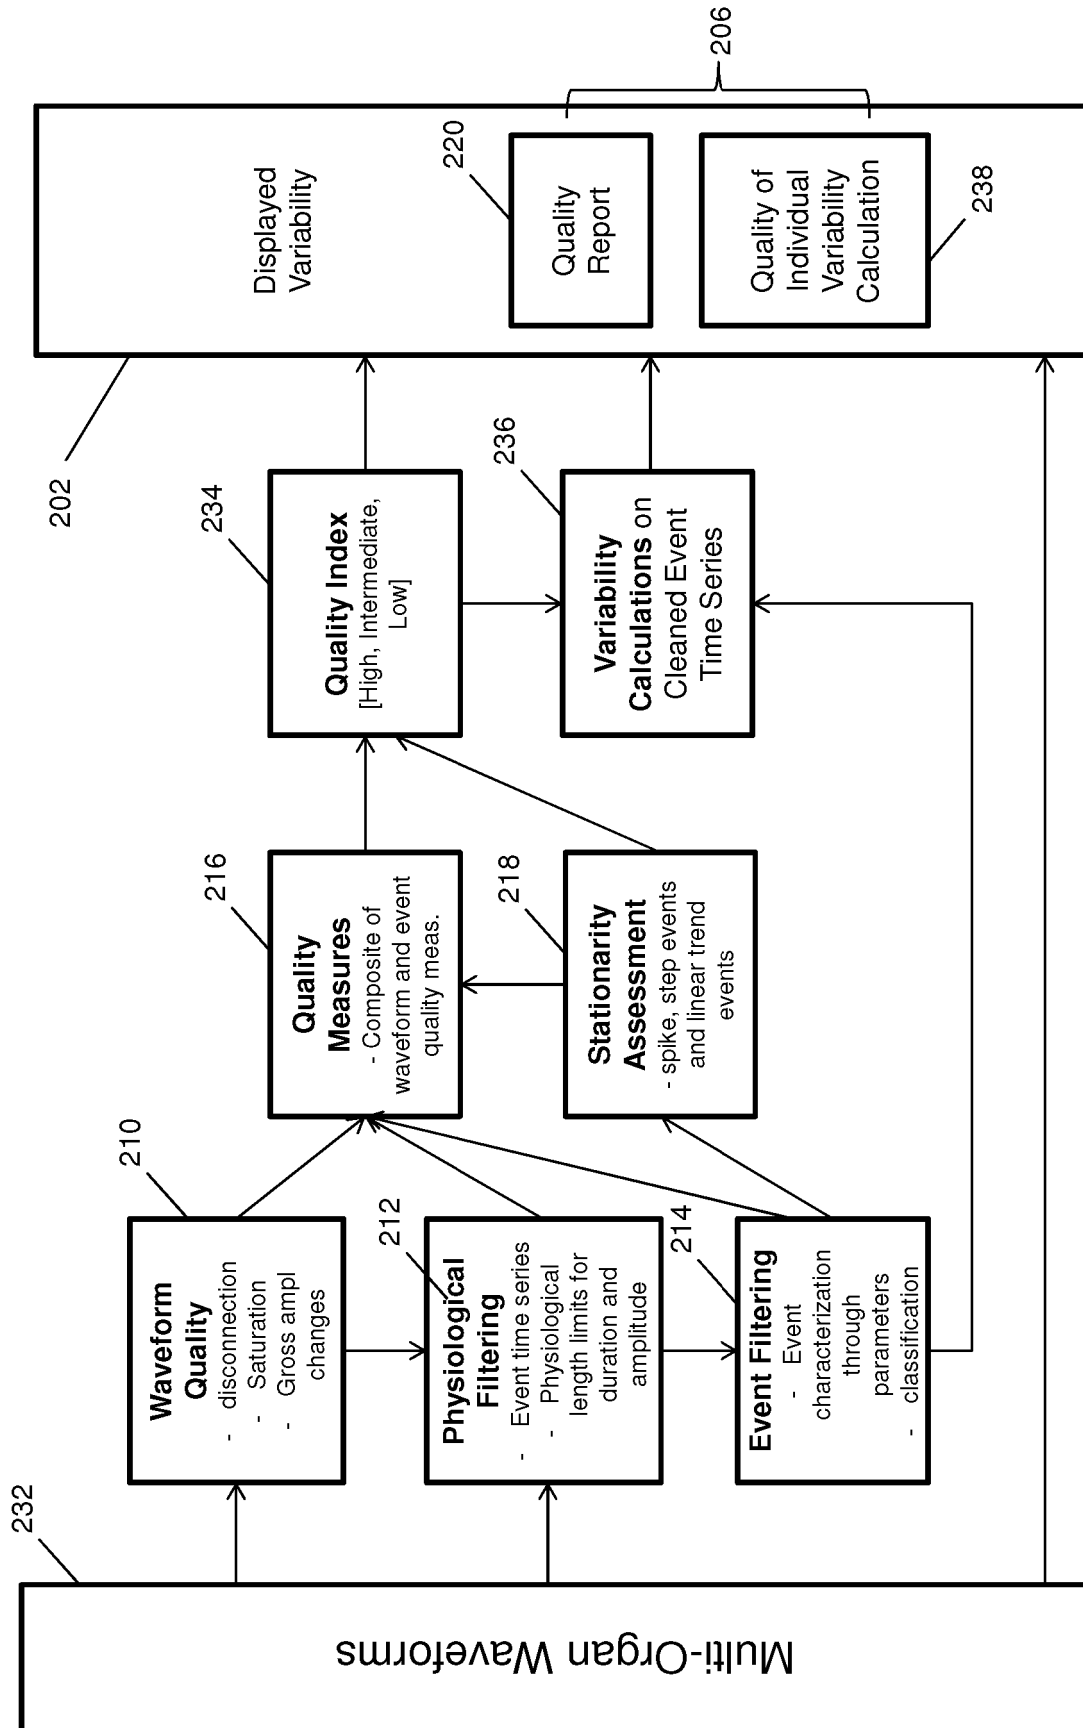 232
Multi-Organ Waveforms
210
Waveform
Quality
- disconnection
- Saturation
- Gross ampl
changes
212
Physiological
Filtering
- Event time series
- Physiological
length limits for
duration and
amplitude
214
Event Filtering
- Event
characterization
through
parameters
- classification
216
Quality
Measures
- Composite of
waveform and event
quality meas.
218
Stationarity
Assessment
- spike, step events
and linear trend
events
234
Quality Index
[High, Intermediate,
Low]
236
Variability
Calculations on
Cleaned Event
Time Series
202
Displayed
Variability
220
Quality
Report
206
Quality of
Individual
Variability
Calculation
238